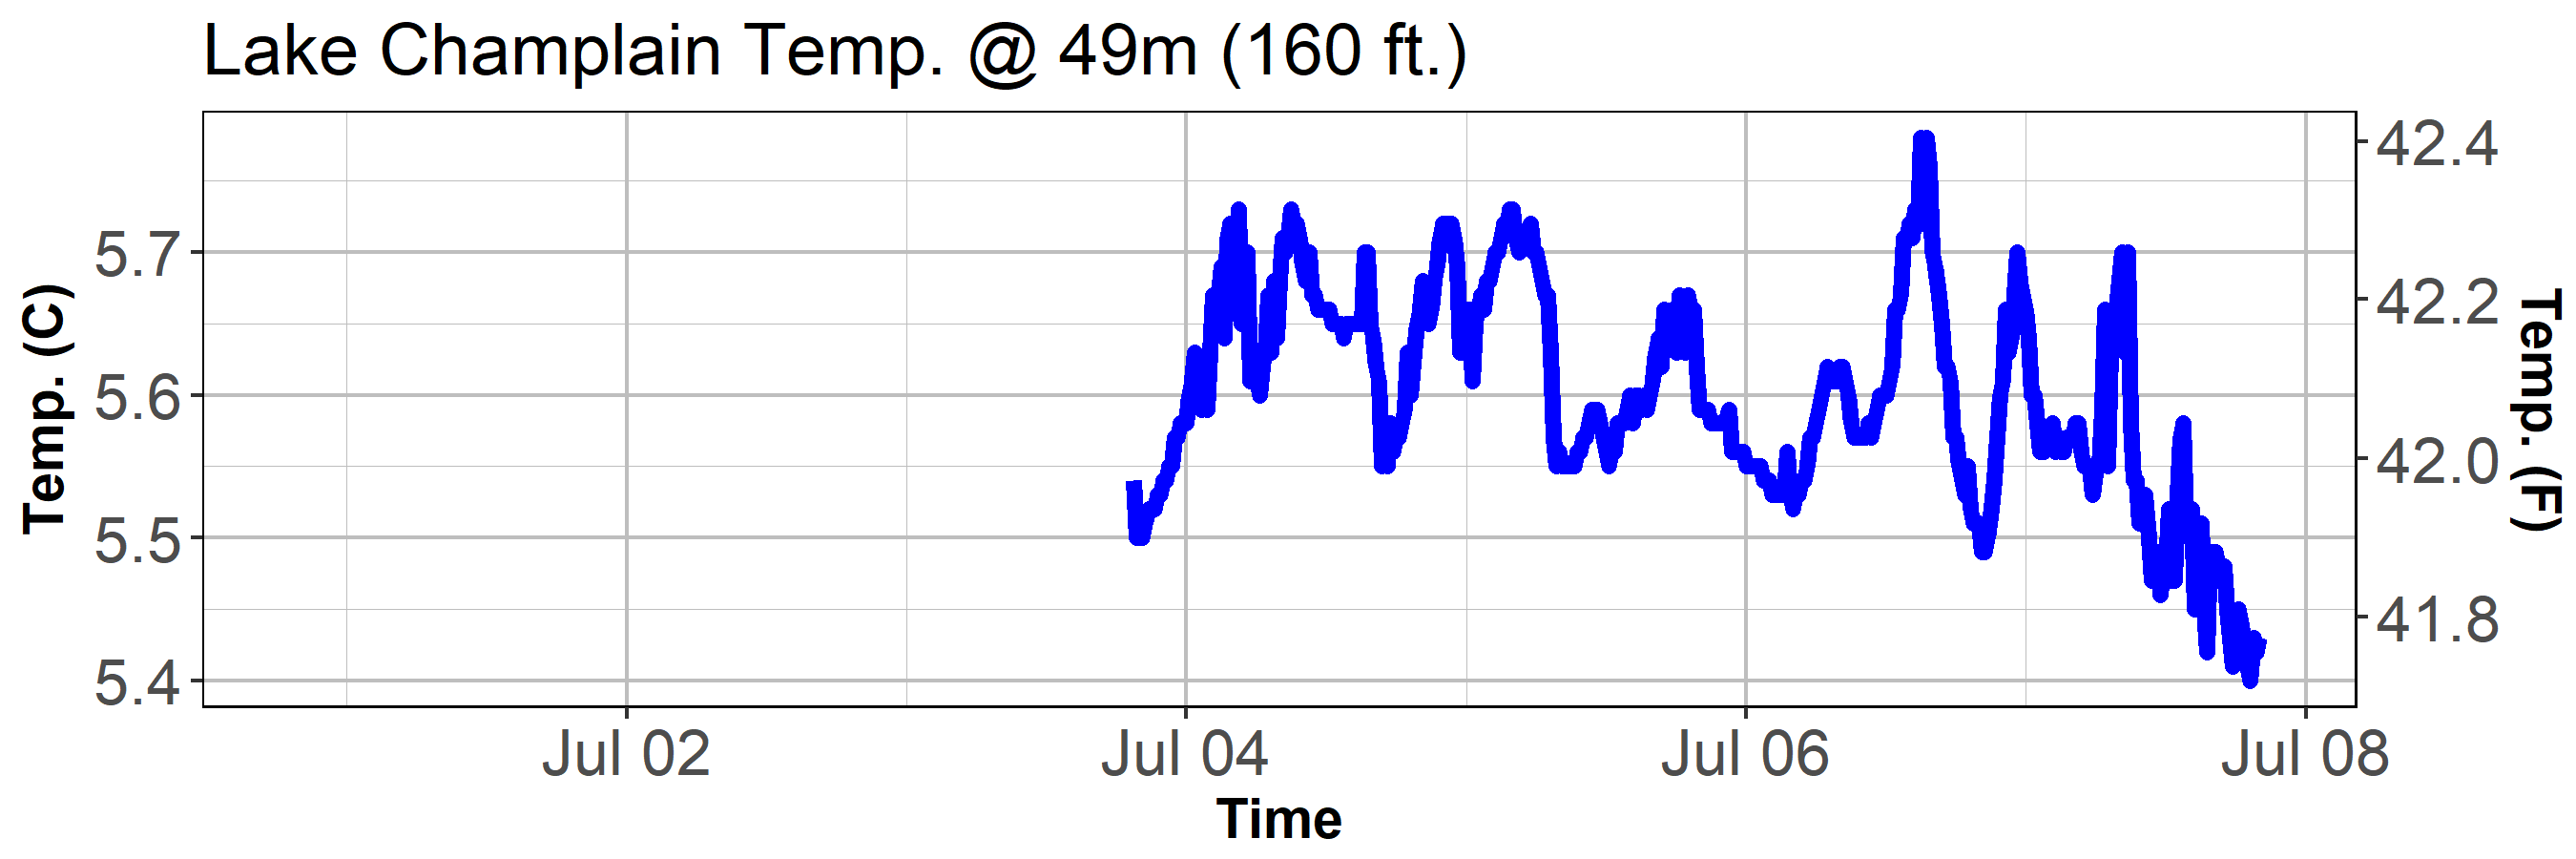 Lake Champlain Temp. @ 49m (160 ft.)
Temp. (C)
5.7
5.6
5.5
5.4
42.4
42.2
42.0
41.8
Temp. (F)
Jul 02 Jul 04 Jul 06 Jul 08
Time